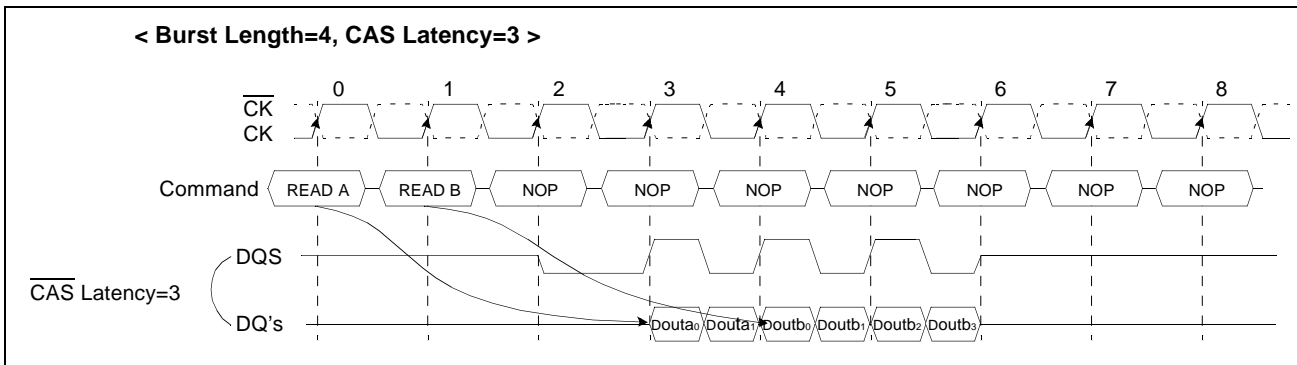 < Burst Length=4, CAS Latency=3 >
0 1 2 3 4 5 6 7 8
CK
CK
Command READ A READ B NOP NOP NOP NOP NOP NOP NOP
DQS
CAS Latency=3
DQ's Douta0 Douta1 Doutb0 Doutb1 Doutb2 Doutb3